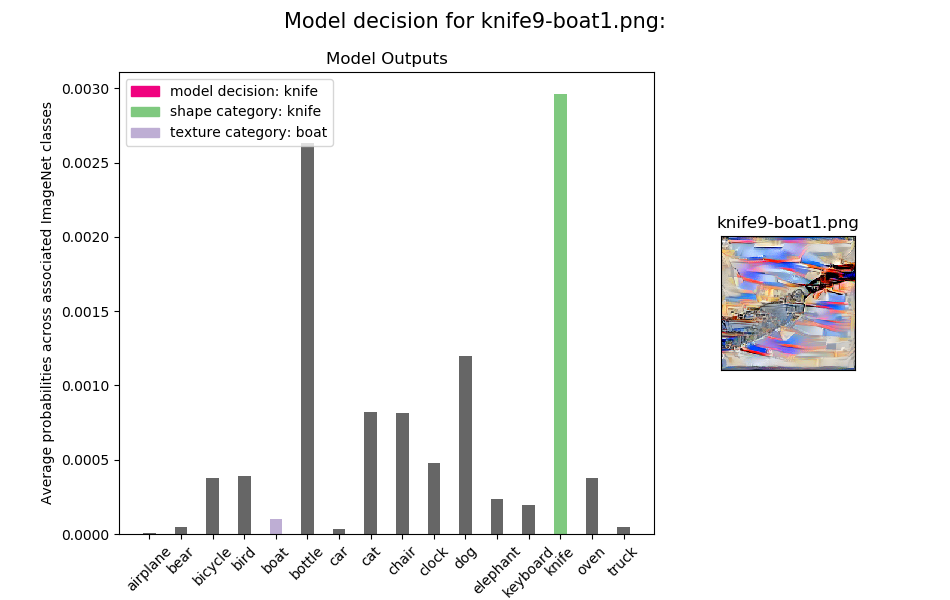 Model decision for knife9-boat1.png:
Model Outputs
model decision: knife
shape category: knife
texture category: boat
Average probabilities across associated ImageNet classes
0.0030
0.0025
0.0020
0.0015
0.0010
0.0005
0.0000
airplane
bear
bicycle
bird
boat
bottle
car
cat
chair
clock
dog
elephant
keyboard
knife
oven
truck
knife9-boat1.png